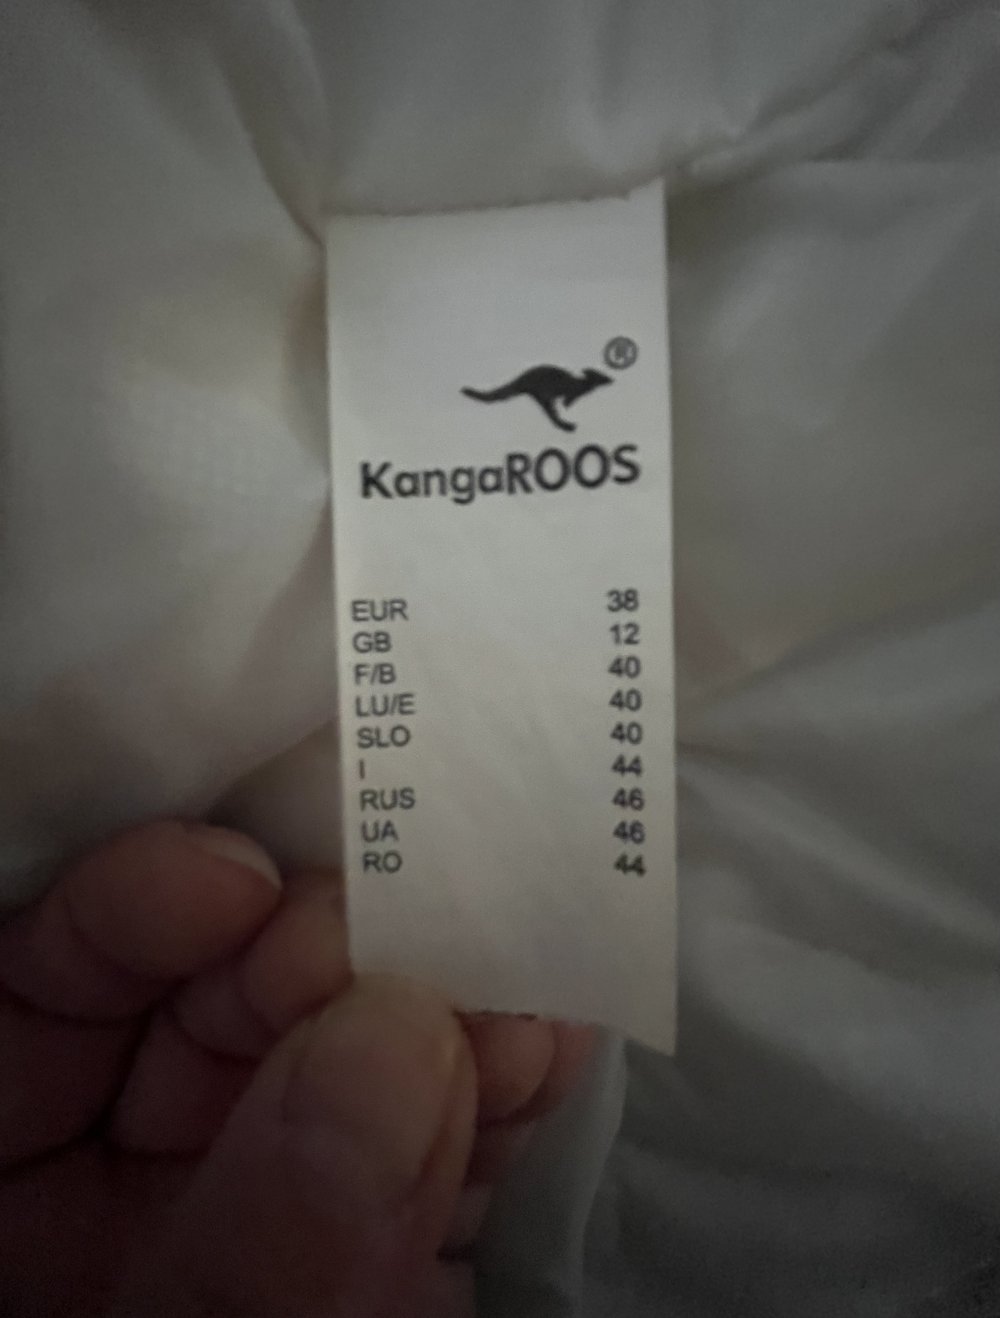 ®
KangaROOS
EUR 38
GB 12
F/B 40
LU/E 40
SLO 40
I 44
RUS 46
UA 46
RO 44